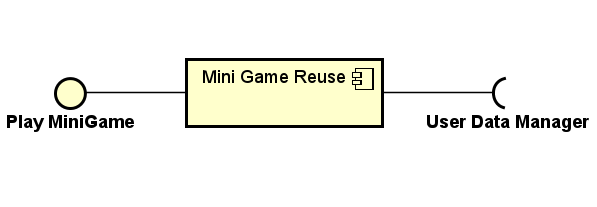 Mini Game Reuse
Play MiniGame
User Data Manager